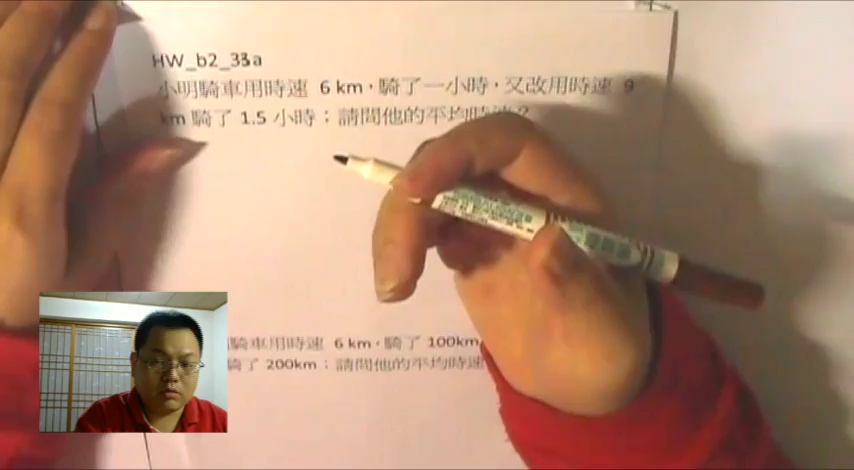 HW_b2_33a
小明騎車用時速 6 km，騎了一小時，又改用時速 9
km 騎了 1.5 小時；請問他的平均時速？
騎車用時速 6 km，騎了 100km
騎了 200km；請問他的平均時速